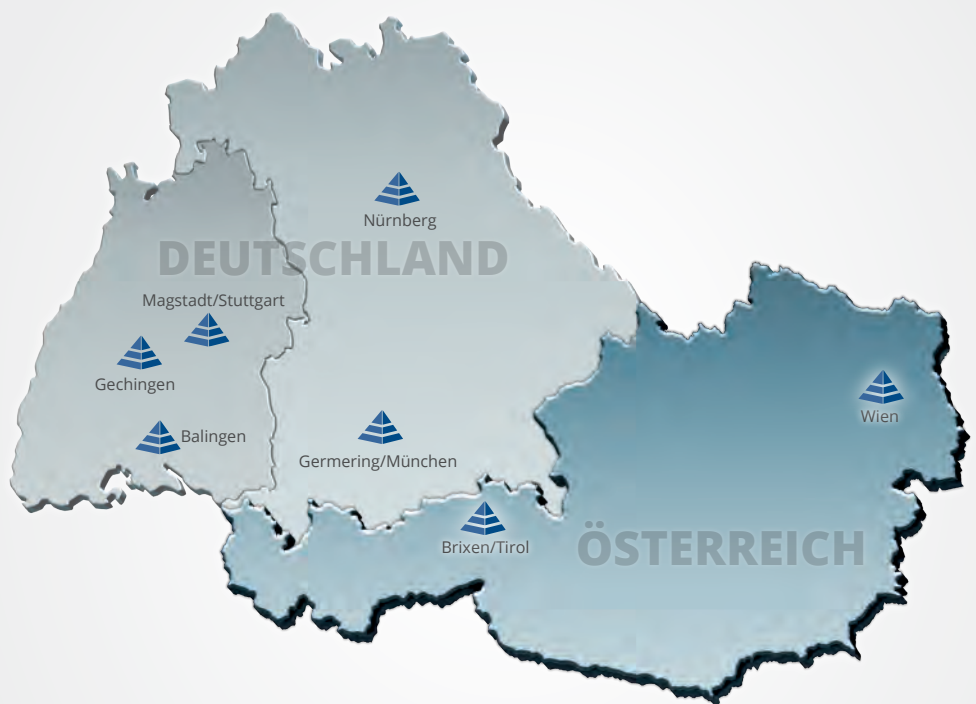 Nürnberg
DEUTSCHLAND
Magstadt/Stuttgart
Gechingen
Wien
Balingen
Germering/München
Brixen/Tirol
ÖSTERREICH